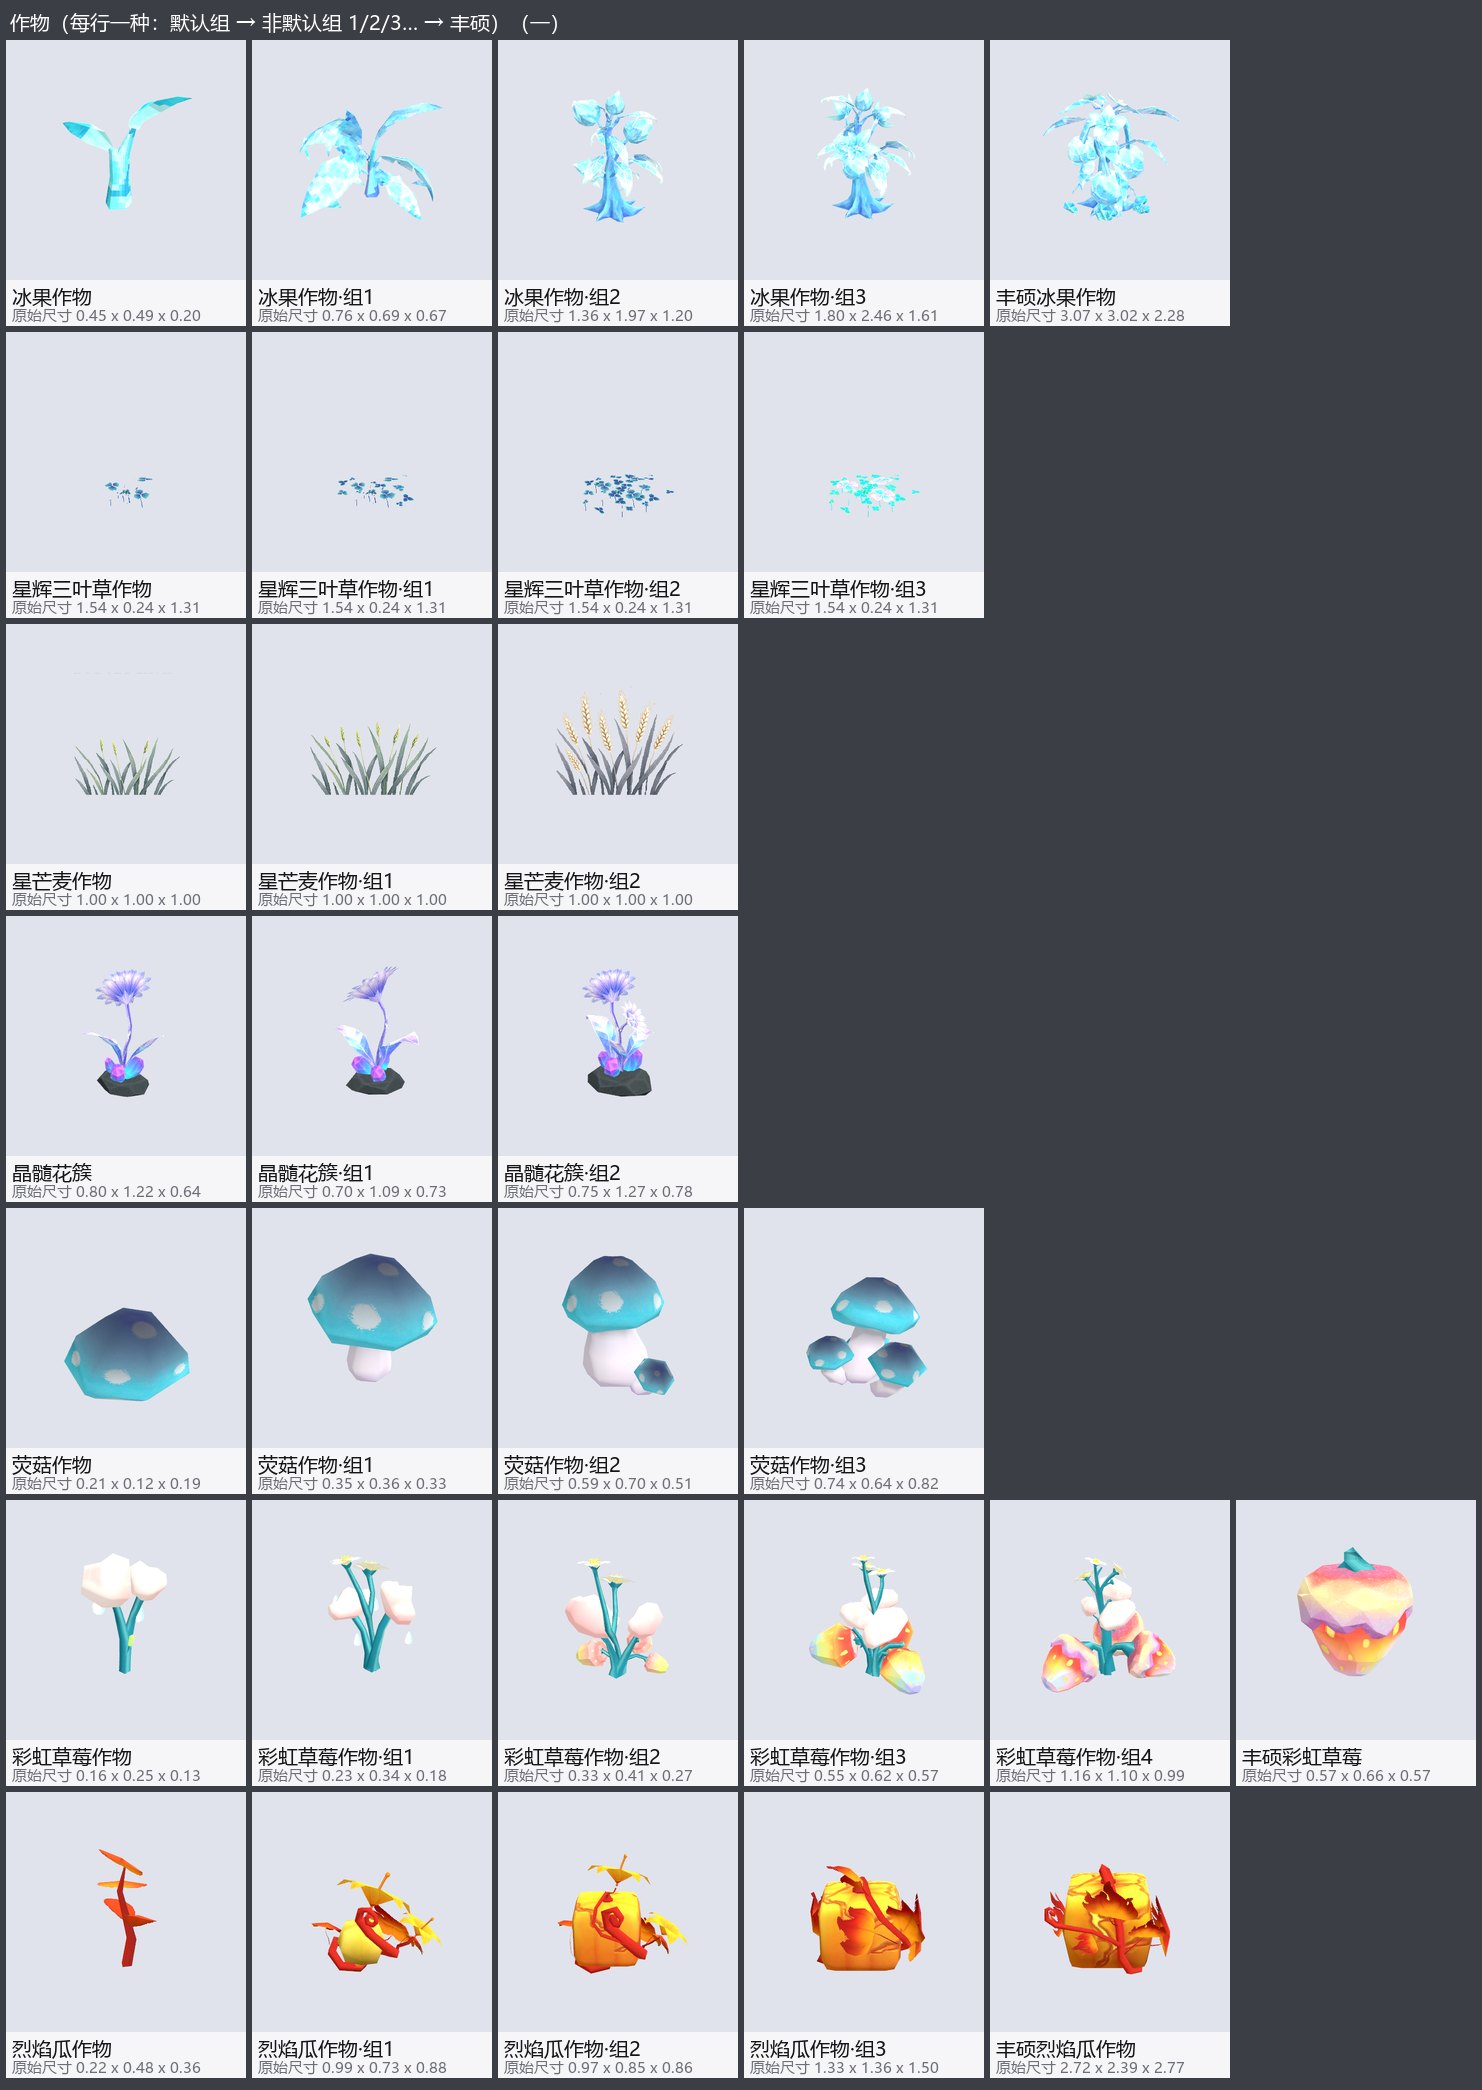 作物（每行一种：默认组 → 非默认组 1/2/3... → 丰硕）（一）
冰果作物
原始尺寸 0.45 x 0.49 x 0.20
冰果作物·组1
原始尺寸 0.76 x 0.69 x 0.67
冰果作物·组2
原始尺寸 1.36 x 1.97 x 1.20
冰果作物·组3
原始尺寸 1.80 x 2.46 x 1.61
丰硕冰果作物
原始尺寸 3.07 x 3.02 x 2.28
星辉三叶草作物
原始尺寸 1.54 x 0.24 x 1.31
星辉三叶草作物·组1
原始尺寸 1.54 x 0.24 x 1.31
星辉三叶草作物·组2
原始尺寸 1.54 x 0.24 x 1.31
星辉三叶草作物·组3
原始尺寸 1.54 x 0.24 x 1.31
星芒麦作物
原始尺寸 1.00 x 1.00 x 1.00
星芒麦作物·组1
原始尺寸 1.00 x 1.00 x 1.00
星芒麦作物·组2
原始尺寸 1.00 x 1.00 x 1.00
晶髓花簇
原始尺寸 0.80 x 1.22 x 0.64
晶髓花簇·组1
原始尺寸 0.70 x 1.09 x 0.73
晶髓花簇·组2
原始尺寸 0.75 x 1.27 x 0.78
荧菇作物
原始尺寸 0.21 x 0.12 x 0.19
荧菇作物·组1
原始尺寸 0.35 x 0.36 x 0.33
荧菇作物·组2
原始尺寸 0.59 x 0.70 x 0.51
荧菇作物·组3
原始尺寸 0.74 x 0.64 x 0.82
彩虹草莓作物
原始尺寸 0.16 x 0.25 x 0.13
彩虹草莓作物·组1
原始尺寸 0.23 x 0.34 x 0.18
彩虹草莓作物·组2
原始尺寸 0.33 x 0.41 x 0.27
彩虹草莓作物·组3
原始尺寸 0.55 x 0.62 x 0.57
彩虹草莓作物·组4
原始尺寸 1.16 x 1.10 x 0.99
丰硕彩虹草莓
原始尺寸 0.57 x 0.66 x 0.57
烈焰瓜作物
原始尺寸 0.22 x 0.48 x 0.36
烈焰瓜作物·组1
原始尺寸 0.99 x 0.73 x 0.88
烈焰瓜作物·组2
原始尺寸 0.97 x 0.85 x 0.86
烈焰瓜作物·组3
原始尺寸 1.33 x 1.36 x 1.50
丰硕烈焰瓜作物
原始尺寸 2.72 x 2.39 x 2.77